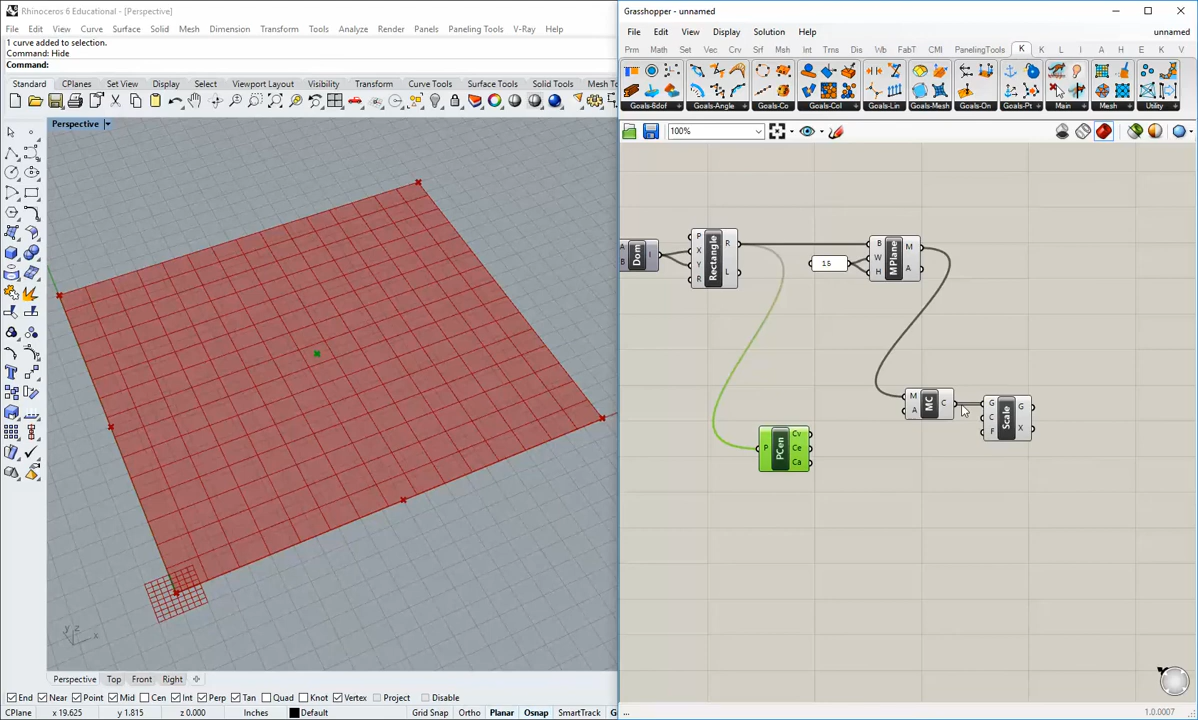 Rhinoceros 6 Educational - [Perspective]
File Edit View Curve Surface Solid Mesh Dimension Transform Tools Analyze Render Panels V-Ray Help
1 curve added to selection.
Command: Hide
Command:
Standard CPlanes Set View Display Select Viewport Layout Visibility Transform Curve Tools Surface Tools Solid Tools Mesh To
Perspective
y z
x
Perspective Top Front Right
End Near Point Mid Cen Int Perp Tan Quad Knot Vertex Project Disable
CPlane x 19.625 y 1.815 z 0.000 Inches Default Grid Snap Ortho Planar Osnap SmartTrack G
Grasshopper - unnamed
File Edit View Display Solution Help unnamed
Prm Math Set Vec Crv Srf Msh Int Trns Dis Wb FabT CMI PanelingTools K K L I A M E N V
Goals-6dof Goals-Angle Goals-Co Goals-Col Goals-Lin Goals-Mesh Goals-On Goals-Pt Main Mesh Utility
100%
A B Dom I
P X Y R Rectangle R L
15
B W H MPlane M A
M A MC C
G C F Scale G X
P PCen Cv Ce Ca
... 1.0.0007